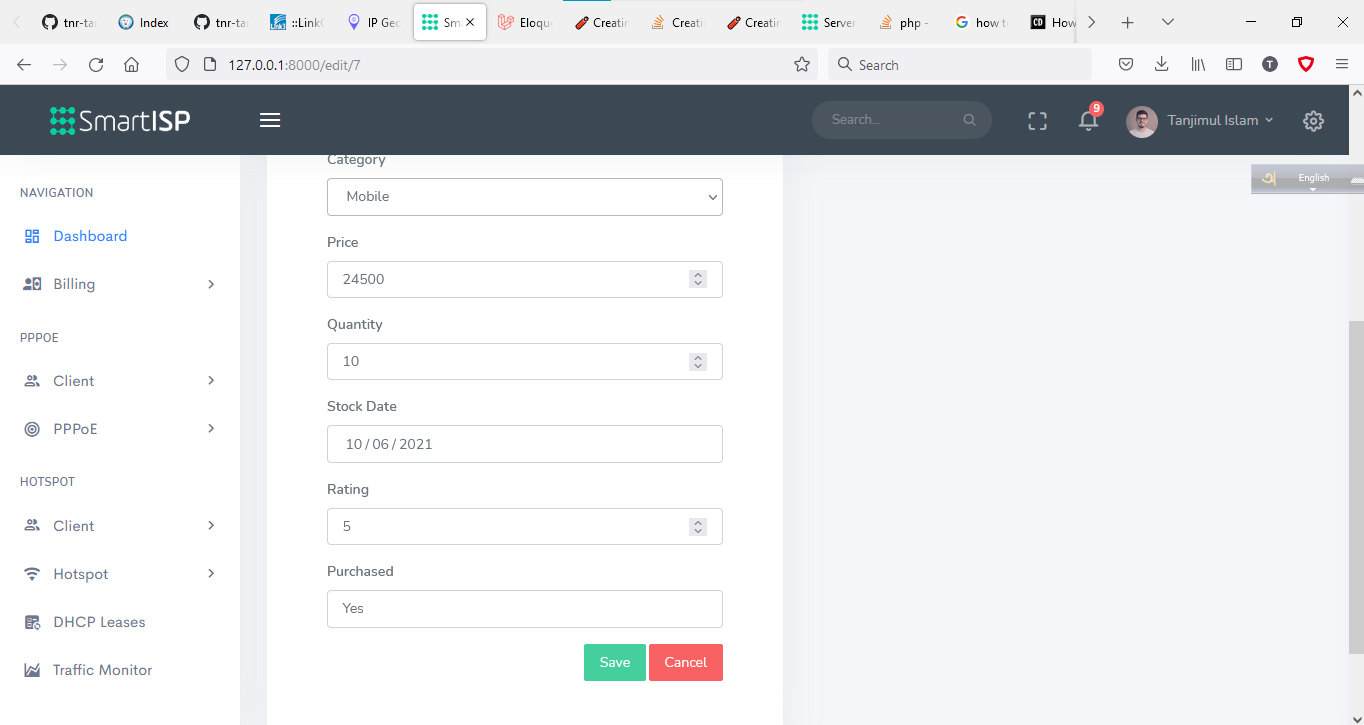 tnr-ta
Index
tnr-ta
::Link
IP Geo
Sm
Eloqu
Creatin
Creati
Creatin
Server
php -
how t
CD How
127.0.0.1:8000/edit/7
Search
T
SmartISP
Search...
9
Tanjimul Islam
অ English
NAVIGATION
Dashboard
Billing
PPPOE
Client
PPPoE
HOTSPOT
Client
Hotspot
DHCP Leases
Traffic Monitor
Category
Mobile
Price
24500
Quantity
10
Stock Date
10 / 06 / 2021
Rating
5
Purchased
Yes
Save Cancel